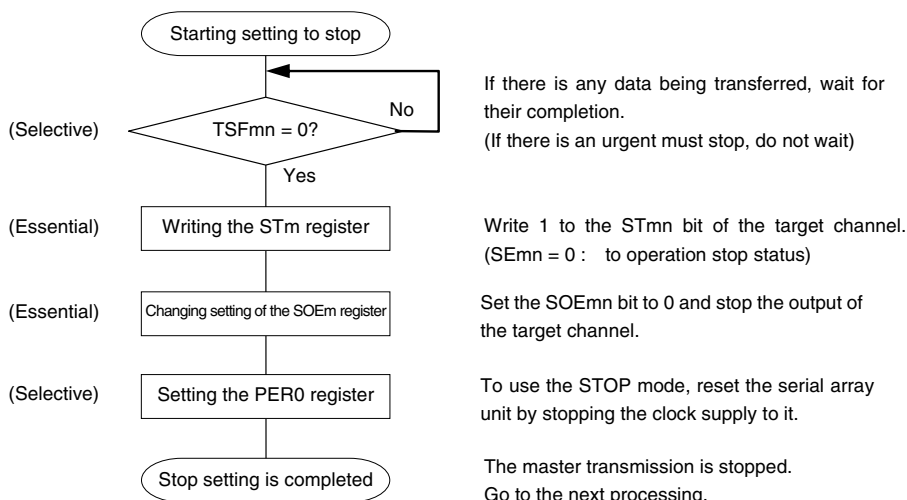 Starting setting to stop
No
If there is any data being transferred, wait for
their completion.
(If there is an urgent must stop, do not wait)
(Selective)
TSFmn = 0?
Yes
(Essential)
Writing the STm register
Write 1 to the STmn bit of the target channel.
(SEmn = 0 : to operation stop status)
(Essential)
Changing setting of the SOEm register
Set the SOEmn bit to 0 and stop the output of
the target channel.
(Selective)
Setting the PER0 register
To use the STOP mode, reset the serial array
unit by stopping the clock supply to it.
Stop setting is completed
The master transmission is stopped.
Go to the next processing.